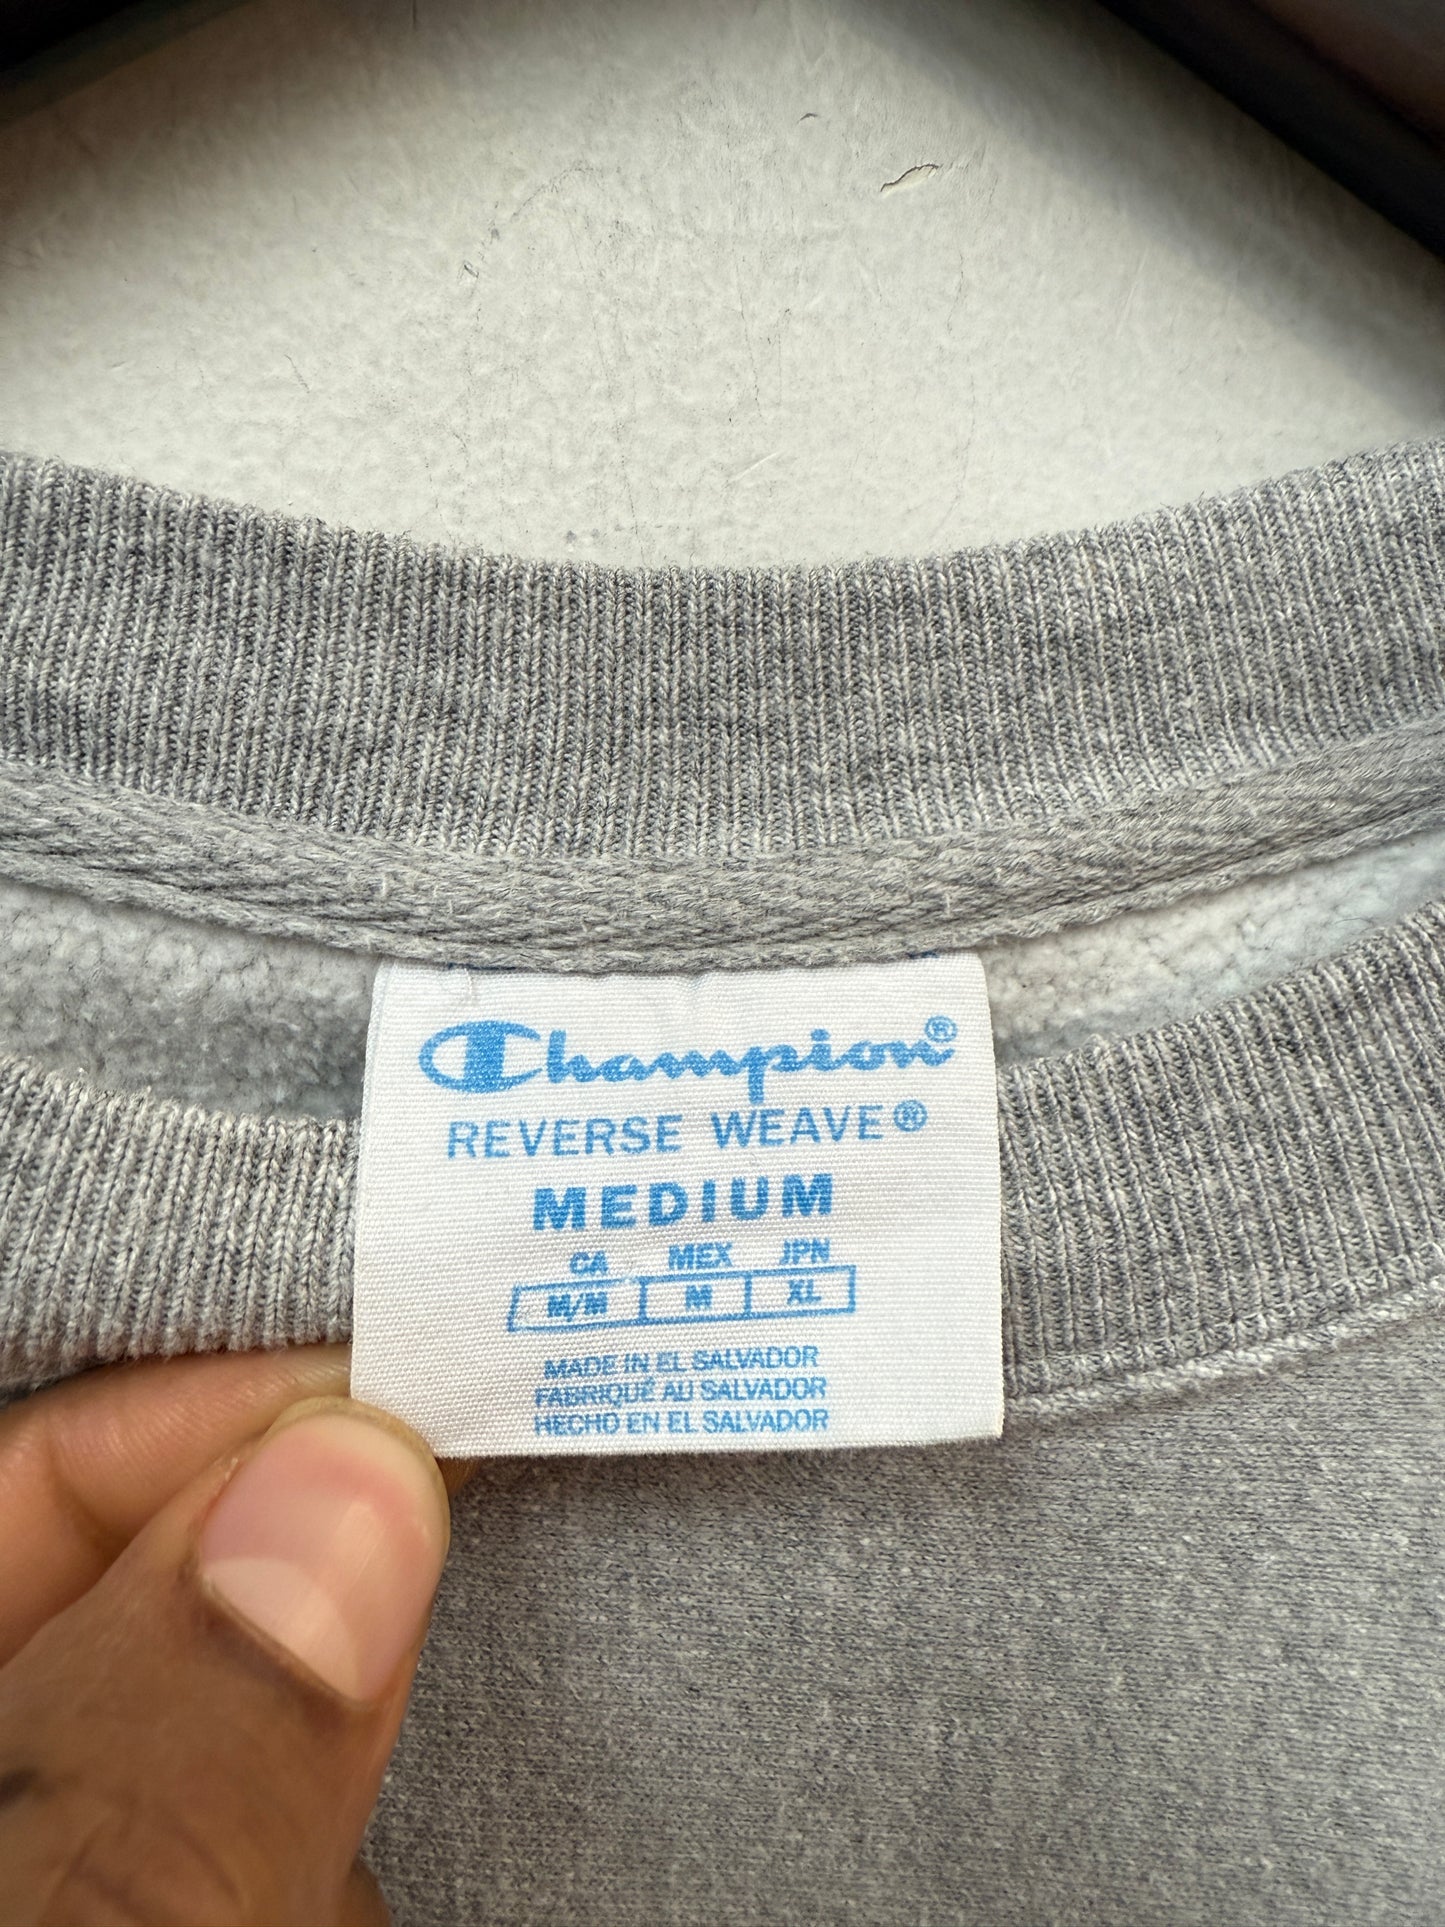 Champion®
REVERSE WEAVE®
MEDIUM
CA MEX JPN
M/M M XL
MADE IN EL SALVADOR
FABRIQUÉ AU SALVADOR
HECHO EN EL SALVADOR